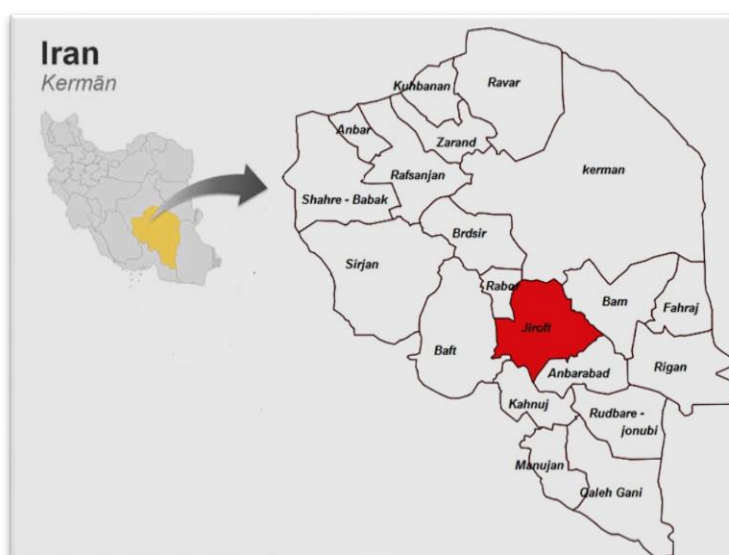 Iran
Kermān
Kuhbanan
Ravar
Anbar
Zarand
Rafsanjan
kerman
Shahre - Babak
Brdsir
Sirjan
Rabor
Bam
Fahraj
Jiroft
Baft
Anbarabad
Rigan
Kahnuj
Rudbare -
jonubi
Manujan
Qaleh Gani